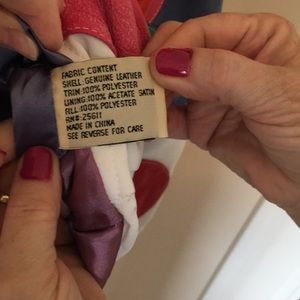 FABRIC CONTENT
SHELL:GENUINE LEATHER
TRIM:100% POLYESTER
LINING:100% ACETATE SATIN
FILL:100% POLYESTER
RN#:25611
MADE IN CHINA
SEE REVERSE FOR CARE